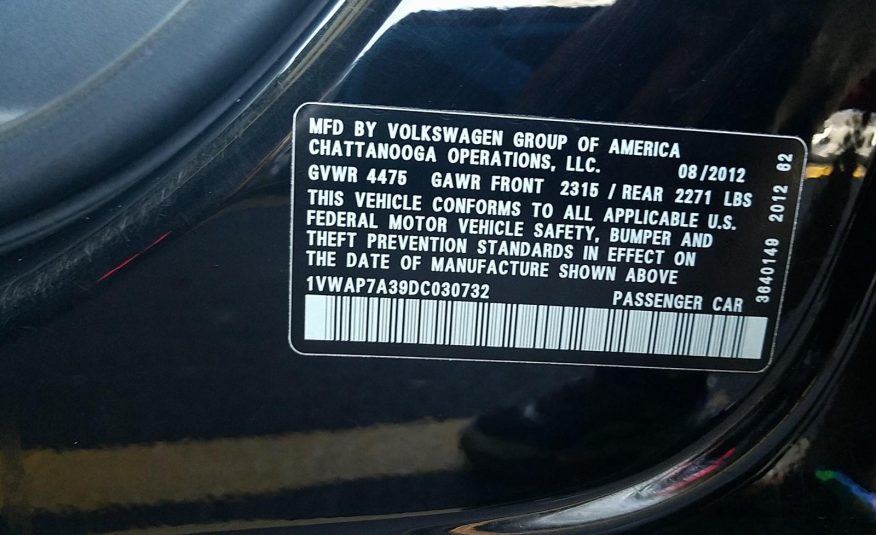 MFD BY VOLKSWAGEN GROUP OF AMERICA
CHATTANOOGA OPERATIONS, LLC. 08/2012
GVWR 4475 GAWR FRONT 2315 / REAR 2271 LBS
THIS VEHICLE CONFORMS TO ALL APPLICABLE U.S.
FEDERAL MOTOR VEHICLE SAFETY, BUMPER AND
THEFT PREVENTION STANDARDS IN EFFECT ON
THE DATE OF MANUFACTURE SHOWN ABOVE
1VWAP7A39DC030732 PASSENGER CAR
3640149 2012 62